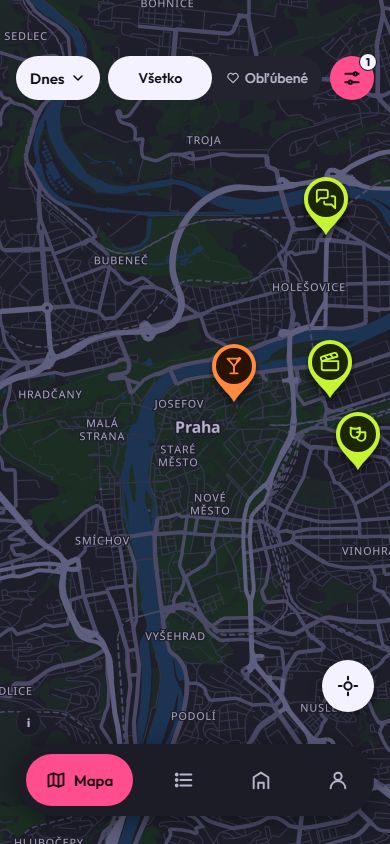 BOHNICE
SEDLEC
Dnes
Všetko
Obľúbené
1
TROJA
BUBENEČ
HOLEŠOVICE
HRADČANY
JOSEFOV
MALÁ
STRANA
Praha
STARÉ
MĚSTO
NOVÉ
MĚSTO
SMÍCHOV
VINOHRA
VYŠEHRAD
DLICE
PODOLÍ
NUSLE
i
Mapa
HLUBOČEPY